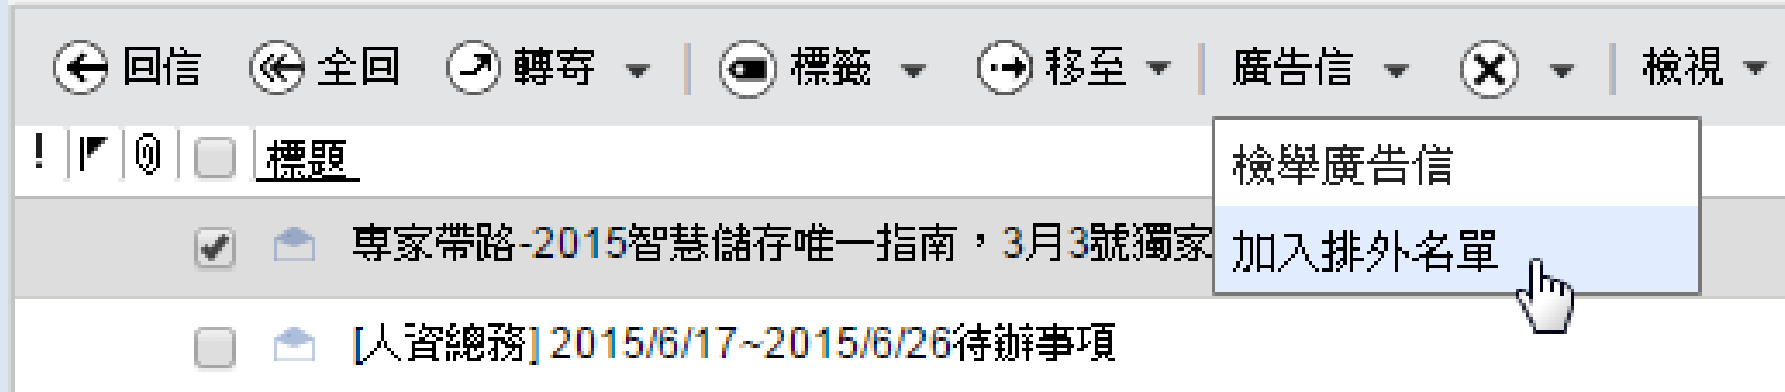 回信 全回 轉寄 標籤 移至 廣告信 檢視
! 標題
檢舉廣告信
專家帶路-2015智慧儲存唯一指南，3月3號獨家
加入排外名單
[人資總務] 2015/6/17~2015/6/26待辦事項